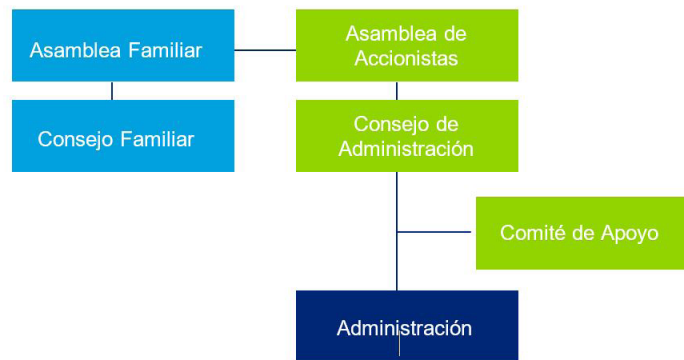 Asamblea Familiar
Asamblea de
Accionistas
Consejo Familiar
Consejo de
Administración
Comité de Apoyo
Administración